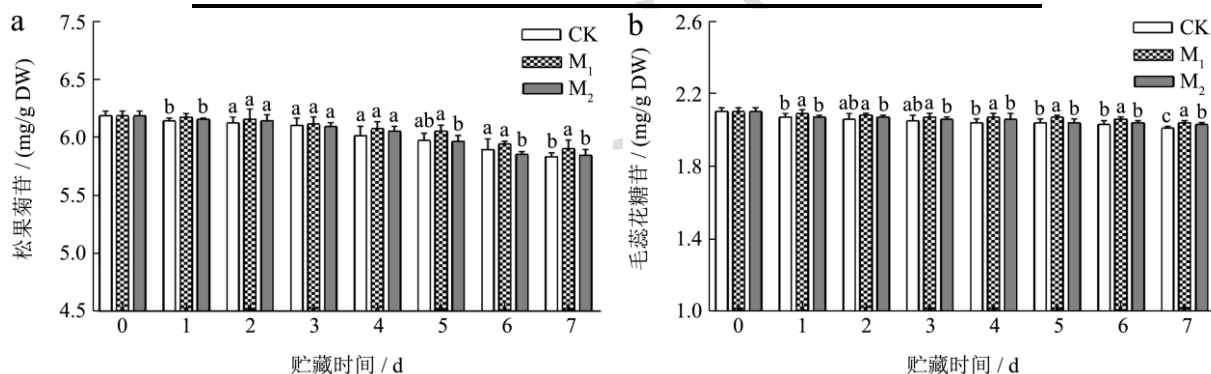 a
7.5
6.5
6.0
5.5
5.0
4.5
松果菊苷 / (mg/g DW)
CK
M₁
M₂
b b a a a a a a a a a ab a b a a b b a b
0 1 2 3 4 5 6 7
贮藏时间 / d
b
2.6
2.2
1.8
1.4
1.0
毛蕊花糖苷 / (mg/g DW)
CK
M₁
M₂
b a b ab a b ab a b b a b b a b b a b c a b
0 1 2 3 4 5 6 7
贮藏时间 / d